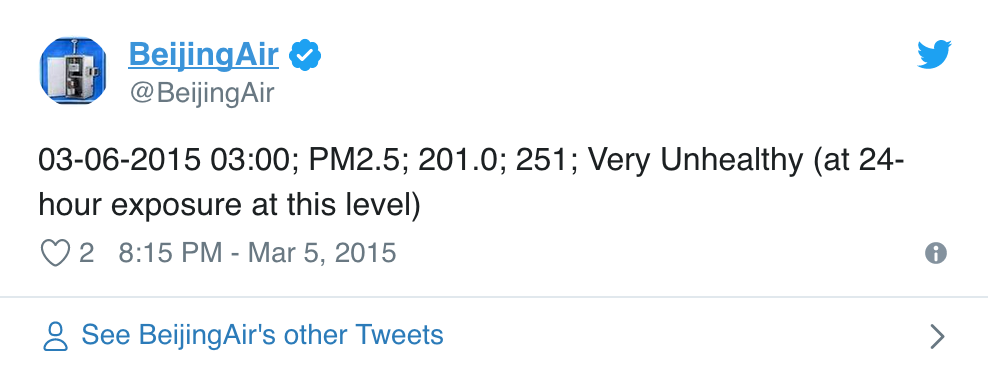 BeijingAir
@BeijingAir
03-06-2015 03:00; PM2.5; 201.0; 251; Very Unhealthy (at 24-
hour exposure at this level)
2 8:15 PM - Mar 5, 2015
See BeijingAir's other Tweets